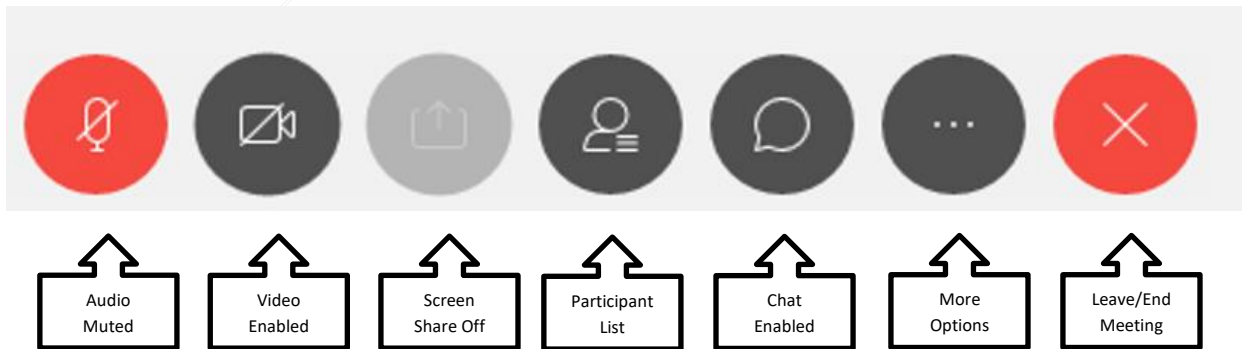 Audio
Muted
Video
Enabled
Screen
Share Off
Participant
List
Chat
Enabled
More
Options
Leave/End
Meeting